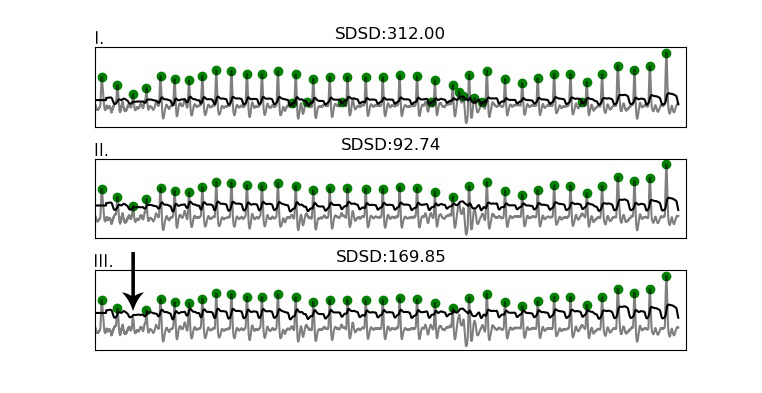 I.
SDSD:312.00
II.
SDSD:92.74
III.
SDSD:169.85